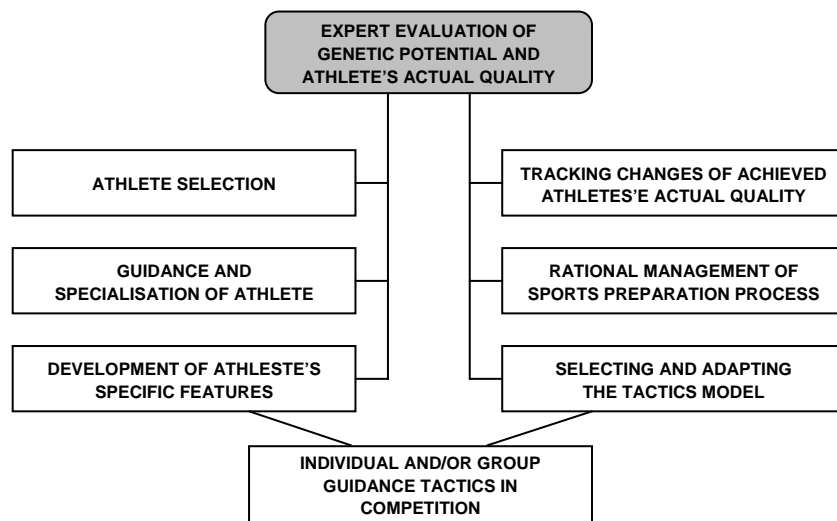 EXPERT EVALUATION OF
GENETIC POTENTIAL AND
ATHLETE'S ACTUAL QUALITY
ATHLETE SELECTION
TRACKING CHANGES OF ACHIEVED
ATHLETES'E ACTUAL QUALITY
GUIDANCE AND
SPECIALISATION OF ATHLETE
RATIONAL MANAGEMENT OF
SPORTS PREPARATION PROCESS
DEVELOPMENT OF ATHLESTE'S
SPECIFIC FEATURES
SELECTING AND ADAPTING
THE TACTICS MODEL
INDIVIDUAL AND/OR GROUP
GUIDANCE TACTICS IN
COMPETITION